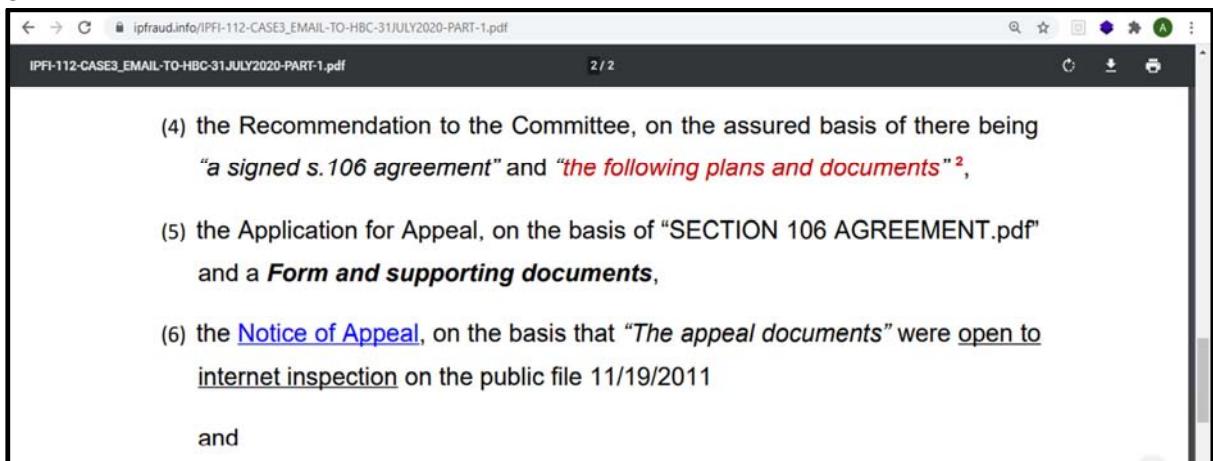 ipfraud.info/IPFI-112-CASE3_EMAIL-TO-HBC-31JULY2020-PART-1.pdf
A
IPFI-112-CASE3_EMAIL-TO-HBC-31JULY2020-PART-1.pdf 2 / 2
(4) the Recommendation to the Committee, on the assured basis of there being
“a signed s.106 agreement” and “the following plans and documents” ²,
(5) the Application for Appeal, on the basis of “SECTION 106 AGREEMENT.pdf”
and a Form and supporting documents,
(6) the Notice of Appeal, on the basis that “The appeal documents” were open to
internet inspection on the public file 11/19/2011
and